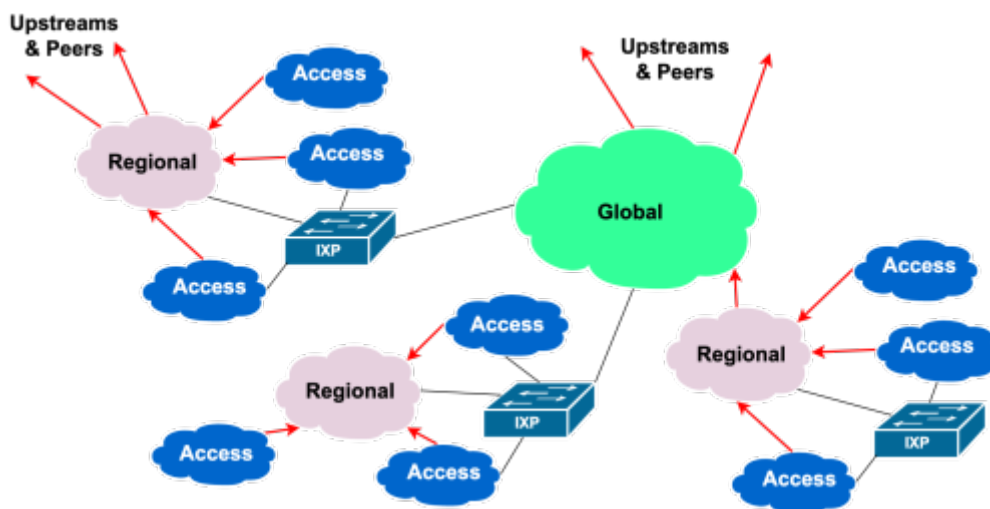 Upstreams
& Peers
Upstreams
& Peers
Access
Access
Regional
Global
IXP
Access
Access
Access
Access
Regional
Regional
IXP
IXP
Access
Access
Access